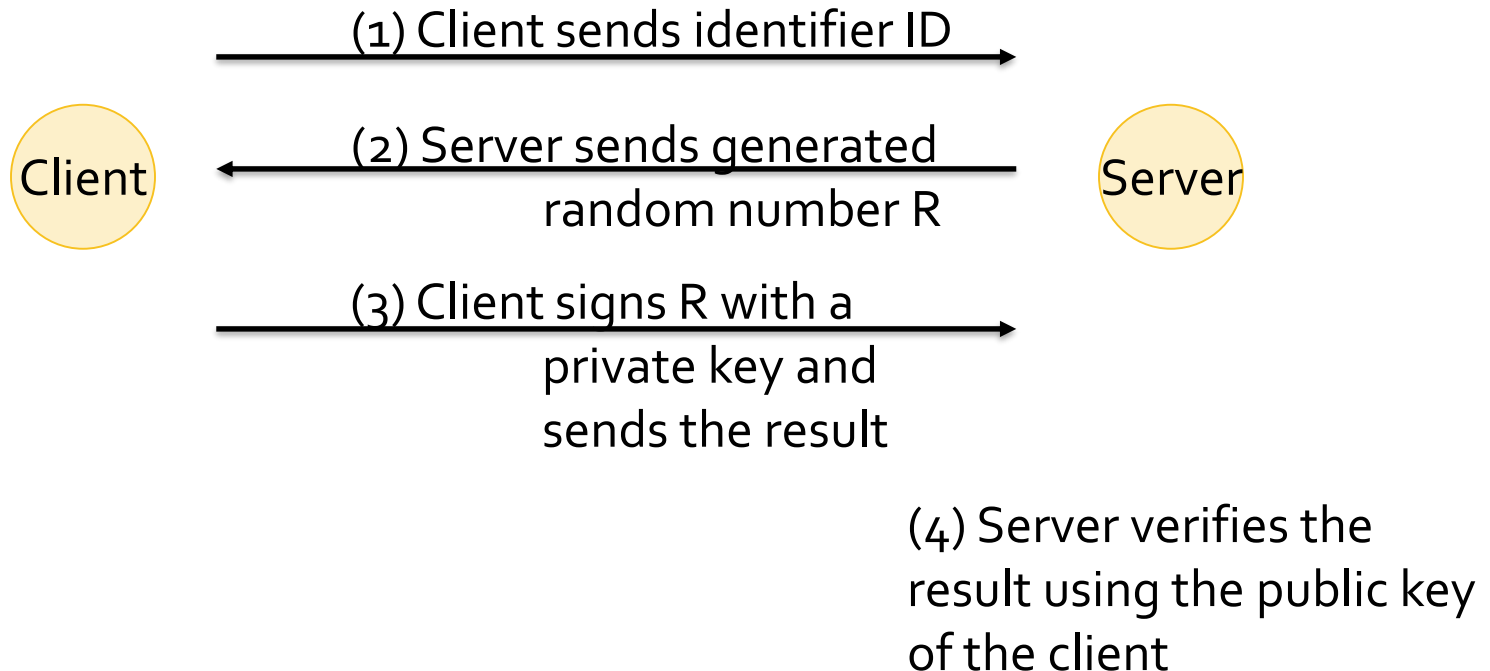 (1) Client sends identifier ID
Client
(2) Server sends generated
random number R
Server
(3) Client signs R with a
private key and
sends the result
(4) Server verifies the
result using the public key
of the client